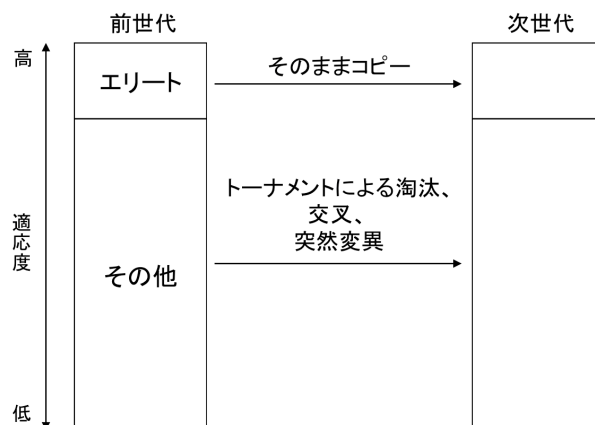 前世代
次世代
高
エリート
そのままコピー
トーナメントによる淘汰、
交叉、
突然変異
適応度
その他
低